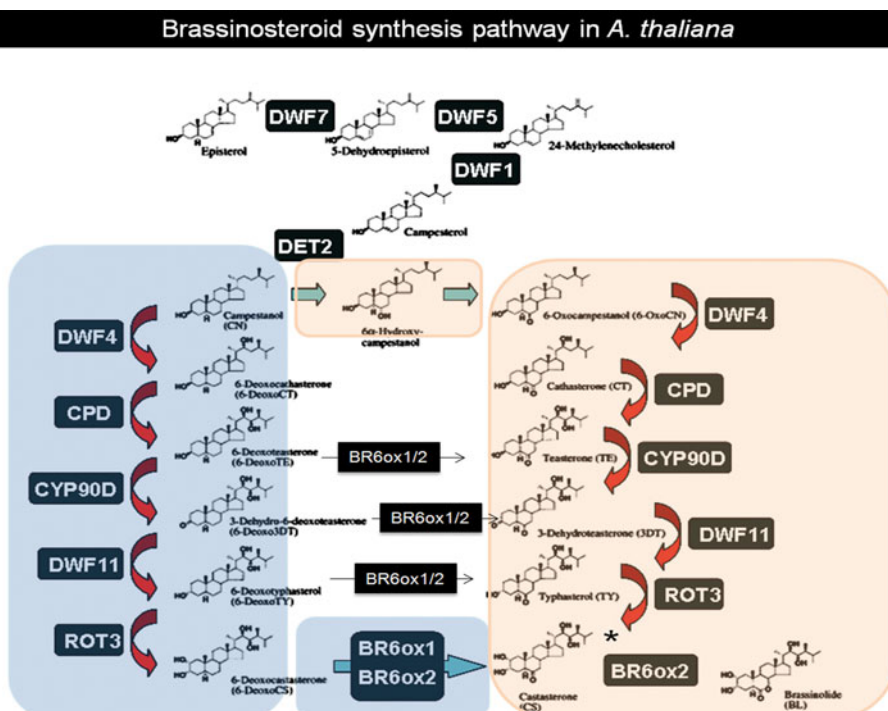 Brassinosteroid synthesis pathway in A. thaliana
DWF7
DWF5
Episterol
5-Dehydroepisterol
24-Methylenecholesterol
DWF1
Campesterol
DET2
Campestanol
(CN)
6α-Hydroxy-
campestanol
6-Oxocampestanol (6-OxoCN)
DWF4
DWF4
6-Deoxocathasterone
(6-DeoxoCT)
Cathasterone (CT)
CPD
CPD
6-Deoxoteasterone
(6-DeoxoTE)
BR6ox1/2
Teasterone (TE)
CYP90D
CYP90D
3-Dehydro-6-deoxoteasterone
(6-Deoxo3DT)
BR6ox1/2
3-Dehydroteasterone (3DT)
DWF11
DWF11
6-Deoxotyphasterol
(6-DeoxoTY)
BR6ox1/2
Typhasterol (TY)
ROT3
ROT3
6-Deoxocastasterone
(6-DeoxoCS)
BR6ox1
BR6ox2
*
Castasterone
(CS)
BR6ox2
Brassinolide
(BL)